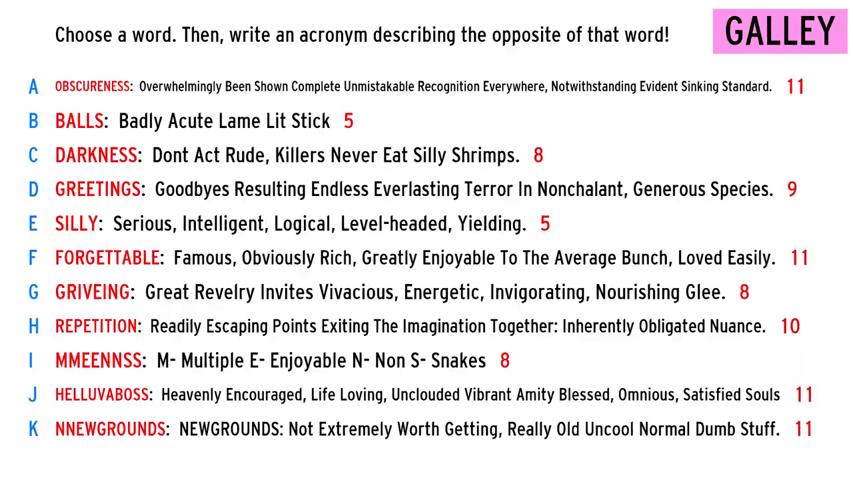 Choose a word. Then, write an acronym describing the opposite of that word!
GALLEY
A OBSCURENESS: Overwhelmingly Been Shown Complete Unmistakable Recognition Everywhere, Notwithstanding Evident Sinking Standard. 11
B BALLS: Badly Acute Lame Lit Stick 5
C DARKNESS: Dont Act Rude, Killers Never Eat Silly Shrimps. 8
D GREETINGS: Goodbyes Resulting Endless Everlasting Terror In Nonchalant, Generous Species. 9
E SILLY: Serious, Intelligent, Logical, Level-headed, Yielding. 5
F FORGETTABLE: Famous, Obviously Rich, Greatly Enjoyable To The Average Bunch, Loved Easily. 11
G GRIVEING: Great Revelry Invites Vivacious, Energetic, Invigorating, Nourishing Glee. 8
H REPETITION: Readily Escaping Points Exiting The Imagination Together: Inherently Obligated Nuance. 10
I MMEENNSS: M- Multiple E- Enjoyable N- Non S- Snakes 8
J HELLUVABOSS: Heavenly Encouraged, Life Loving, Unclouded Vibrant Amity Blessed, Omnious, Satisfied Souls 11
K NNEWGROUNDS: NEWGROUNDS: Not Extremely Worth Getting, Really Old Uncool Normal Dumb Stuff. 11